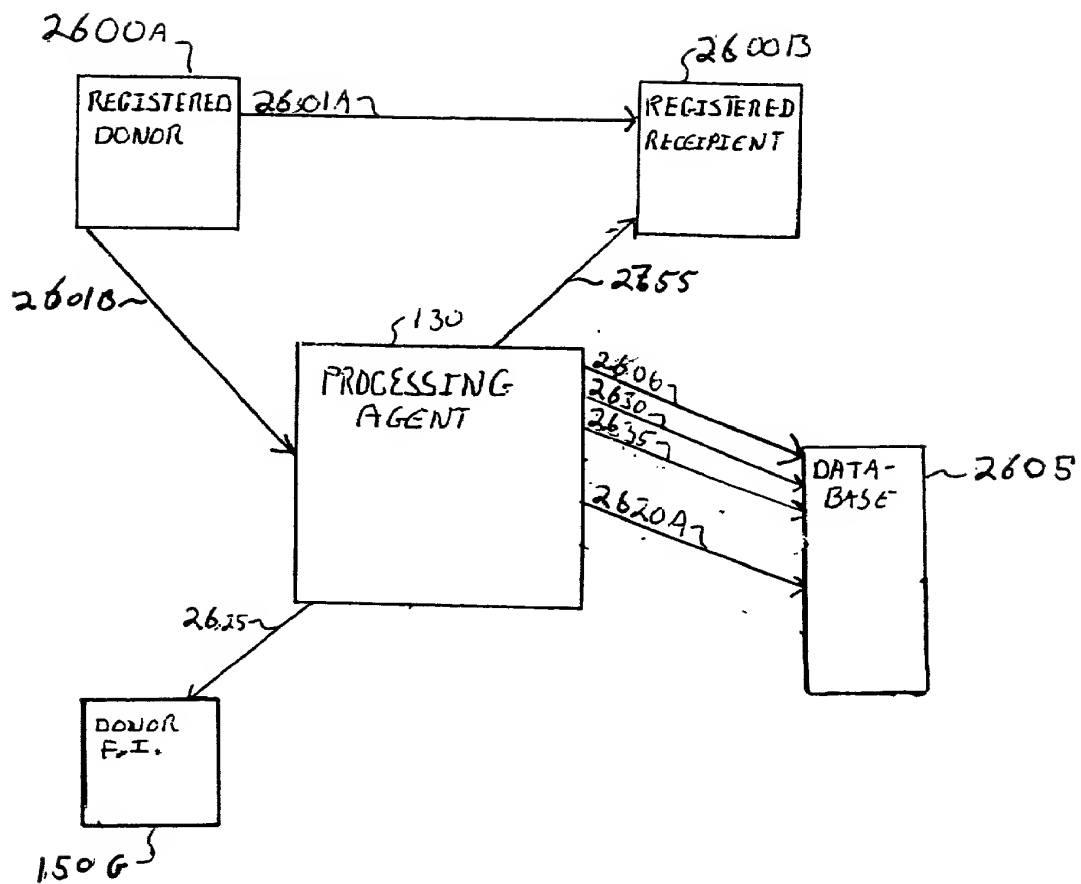 2600A
2600B
REGISTERED
DONOR
2601A
REGISTERED
RECEIPIENT
2601B
2755
130
PROCESSING
AGENT
2606
2630
2635
2620A
DATA-
BASE
2605
2625
DONOR
F.I.
150G